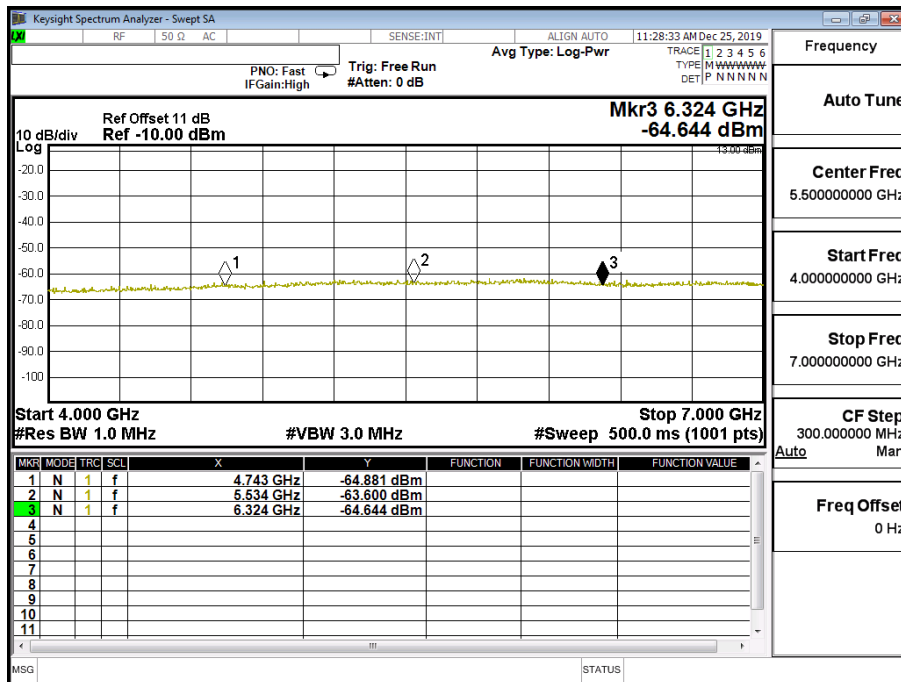 Keysight Spectrum Analyzer - Swept SA
LXI RF 50 Ω AC SENSE:INT ALIGN AUTO 11:28:33 AM Dec 25, 2019
Avg Type: Log-Pwr
TRACE 1 2 3 4 5 6
TYPE M W W W W W
DET P N N N N N
PNO: Fast
IFGain:High
Trig: Free Run
#Atten: 0 dB
Mkr3 6.324 GHz
-64.644 dBm
Ref Offset 11 dB
10 dB/div Ref -10.00 dBm
Log
13.00 dBm
-20.0
-30.0
-40.0
-50.0
-60.0
-70.0
-80.0
-90.0
-100
1
2
3
Start 4.000 GHz Stop 7.000 GHz
#Res BW 1.0 MHz #VBW 3.0 MHz #Sweep 500.0 ms (1001 pts)
MKR MODE TRC SCL X Y FUNCTION FUNCTION WIDTH FUNCTION VALUE
1 N 1 f 4.743 GHz -64.881 dBm
2 N 1 f 5.534 GHz -63.600 dBm
3 N 1 f 6.324 GHz -64.644 dBm
4
5
6
7
8
9
10
11
MSG STATUS
Frequency
Auto Tune
Center Freq
5.500000000 GHz
Start Freq
4.000000000 GHz
Stop Freq
7.000000000 GHz
CF Step
300.000000 MHz
Auto Man
Freq Offset
0 Hz